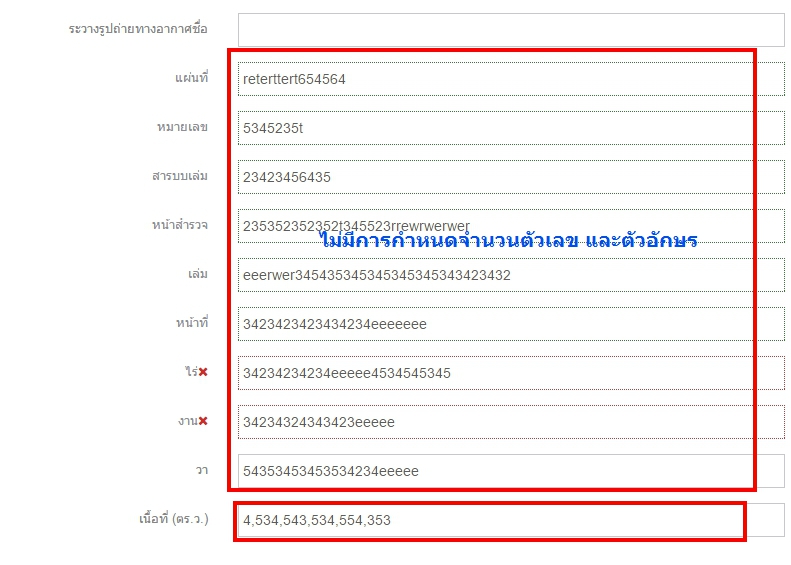 ระวางรูปถ่ายทางอากาศชื่อ
แผ่นที่ reterttert654564
หมายเลข 5345235t
สารบบเล่ม 23423456435
หน้าสำรวจ 235352352352t345523rrewrwerwer
ไม่มีการกำหนดจำนวนตัวเลข และตัวอักษร
เล่ม eeerwer345435345345345345343423432
หน้าที่ 3423423423434234eeeeeee
ไร่ 34234234234eeeee4534545345
งาน 34234324343423eeeee
วา 54353453453534234eeeee
เนื้อที่ (ตร.ว.) 4,534,543,534,554,353